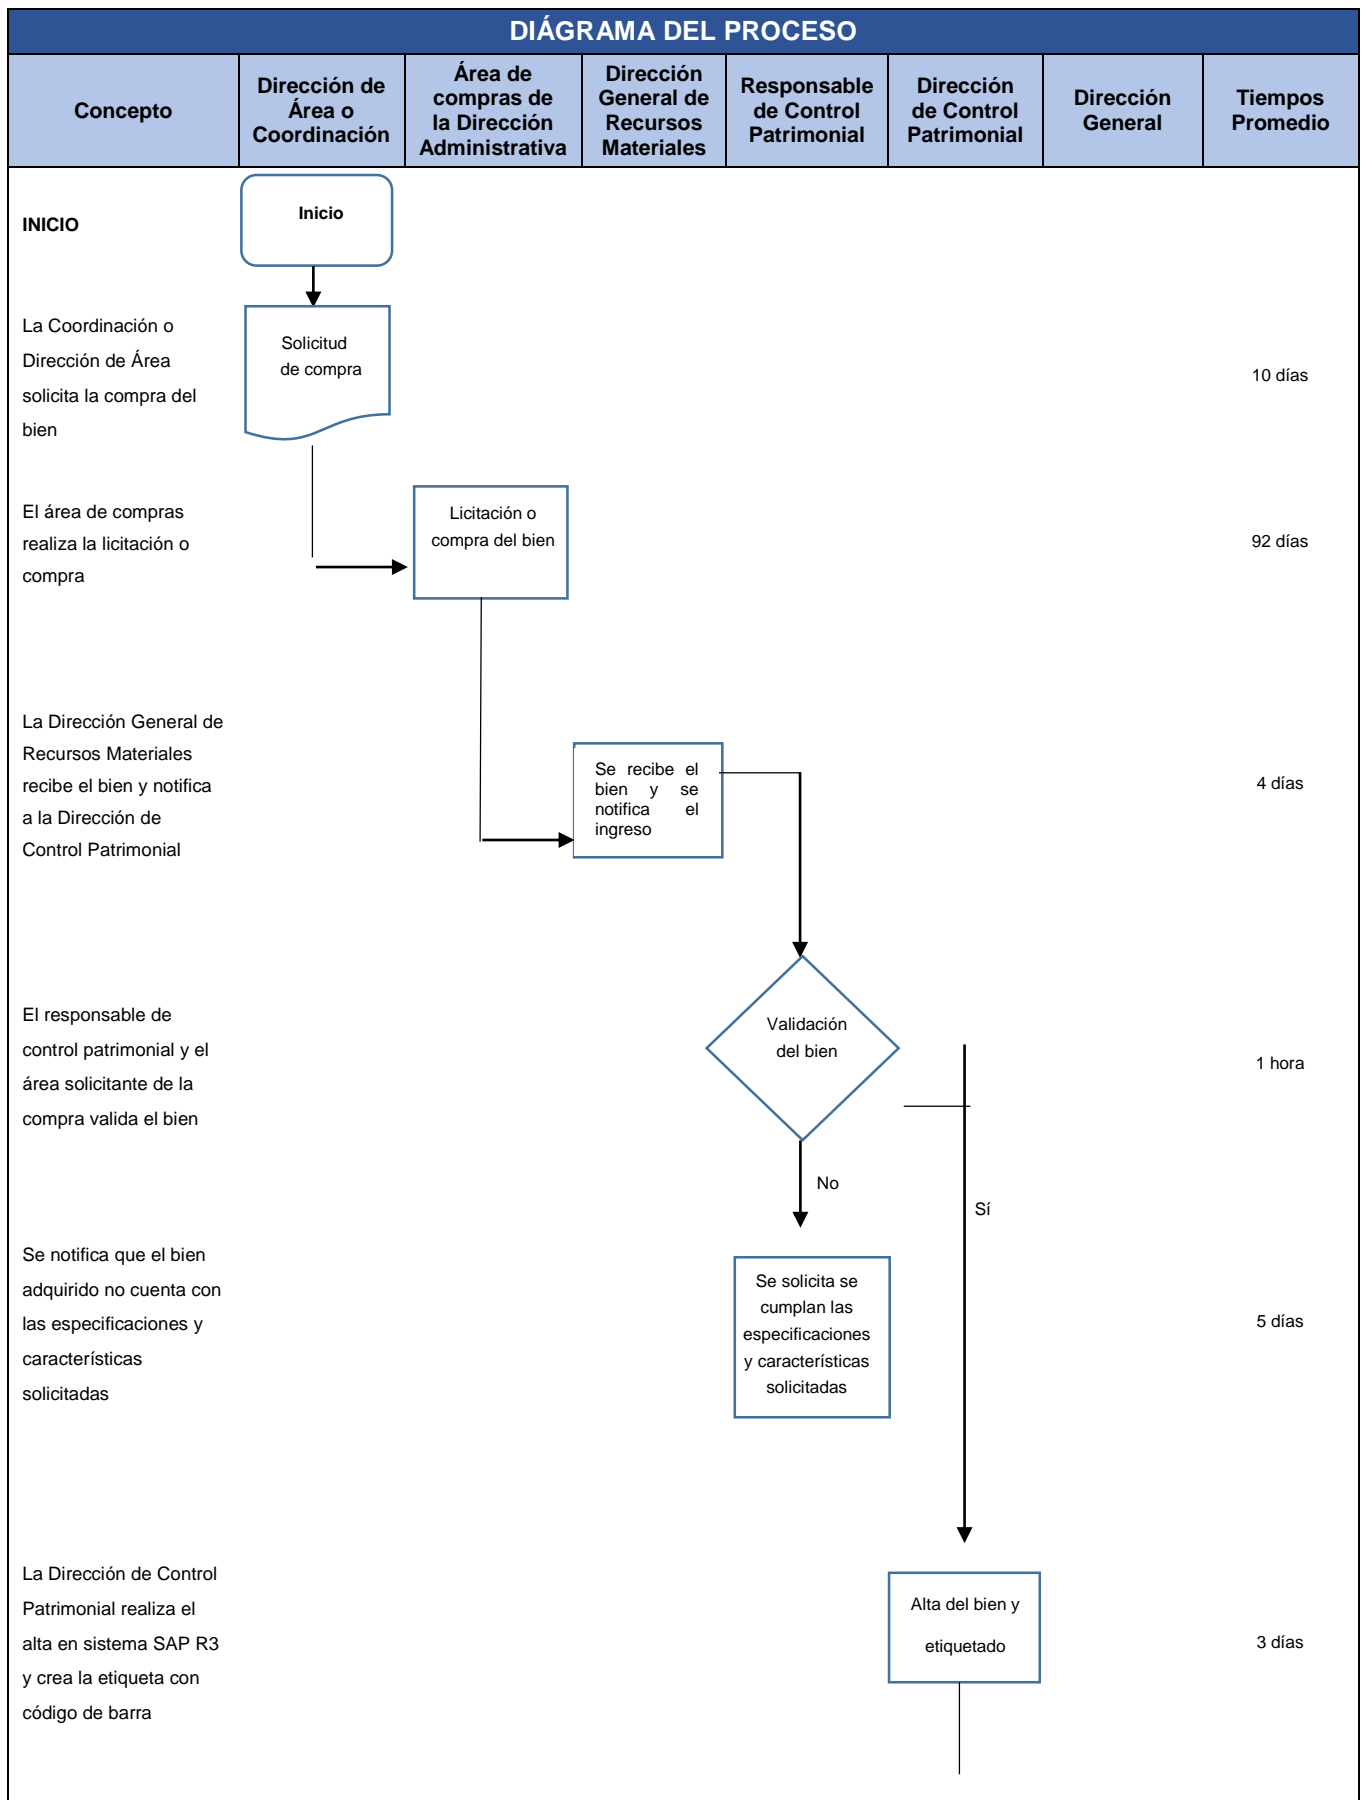 DIÁGRAMA DEL PROCESO
Concepto
Dirección de
Área o
Coordinación
Área de
compras de
la Dirección
Administrativa
Dirección
General de
Recursos
Materiales
Responsable
de Control
Patrimonial
Dirección
de Control
Patrimonial
Dirección
General
Tiempos
Promedio
INICIO
Inicio
La Coordinación o
Dirección de Área
solicita la compra del
bien
Solicitud
de compra
10 días
El área de compras
realiza la licitación o
compra
Licitación o
compra del bien
92 días
La Dirección General de
Recursos Materiales
recibe el bien y notifica
a la Dirección de
Control Patrimonial
Se recibe el
bien y se
notifica el
ingreso
4 días
El responsable de
control patrimonial y el
área solicitante de la
compra valida el bien
Validación
del bien
1 hora
No
Sí
Se notifica que el bien
adquirido no cuenta con
las especificaciones y
característicás
solicitadas
Se solicita se
cumplan las
especificaciones
y característicás
solicitadas
5 días
La Dirección de Control
Patrimonial realiza el
alta en sistema SAP R3
y crea la etiqueta con
código de barra
Alta del bien y
etiquetado
3 días